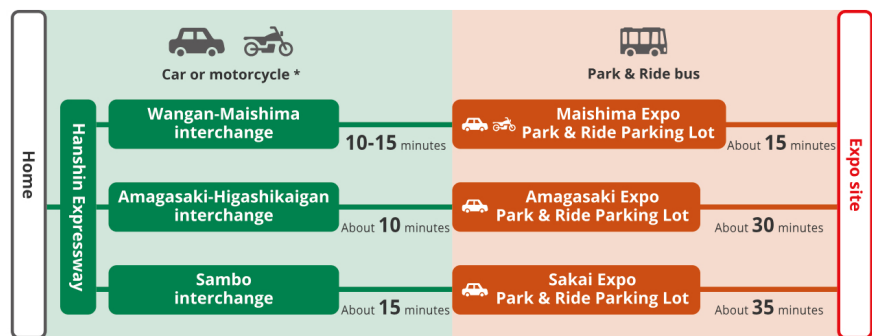 Car or motorcycle *
Park & Ride bus
Home
Hanshin Expressway
Wangan-Maishima
interchange
10-15 minutes
Maishima Expo
Park & Ride Parking Lot
About 15 minutes
Amagasaki-Higashikaigan
interchange
About 10 minutes
Amagasaki Expo
Park & Ride Parking Lot
About 30 minutes
Sambo
interchange
About 15 minutes
Sakai Expo
Park & Ride Parking Lot
About 35 minutes
Expo site